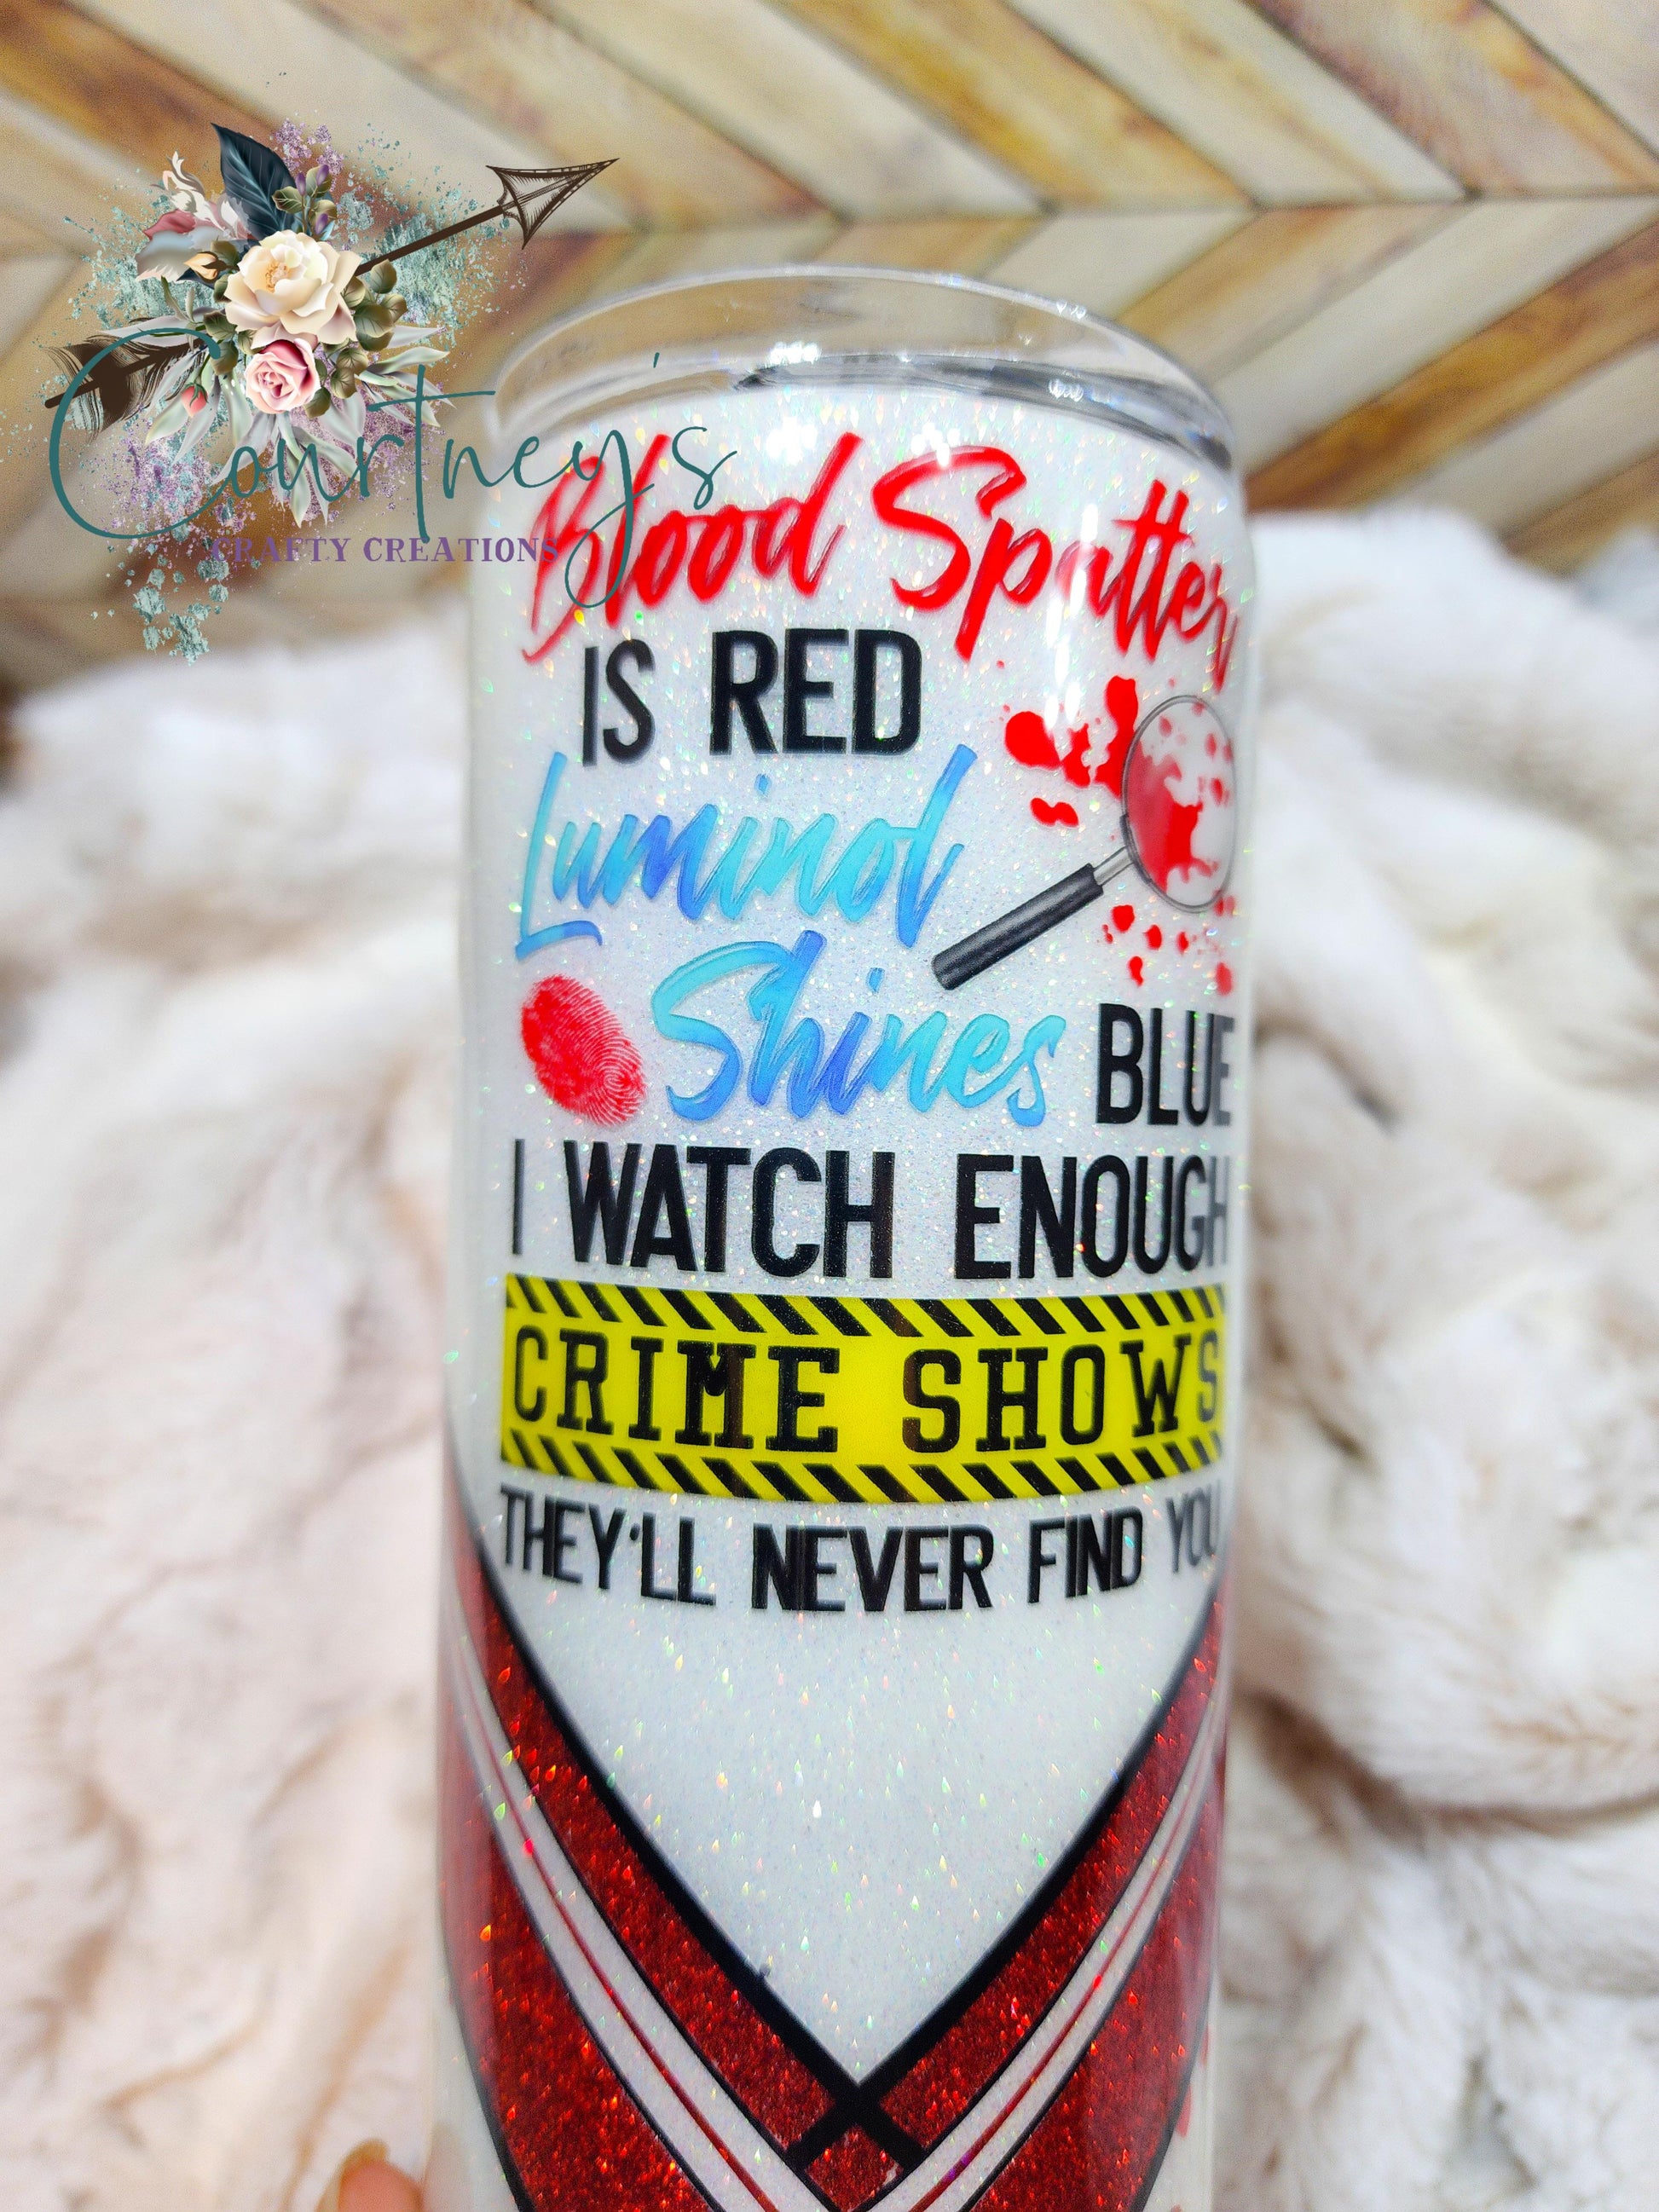 Courtney's
CRAFTY CREATIONS
Blood Spatter
IS RED
Luminol
Shines BLUE
I WATCH ENOUGH
CRIME SHOWS
THEY'LL NEVER FIND YOU